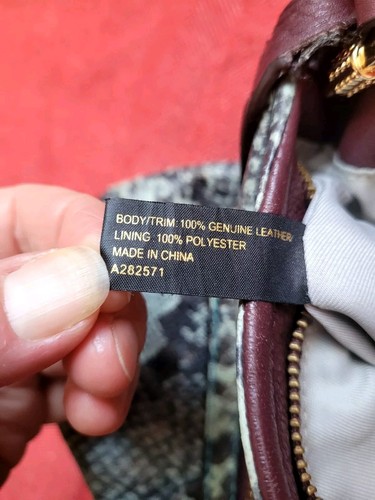 BODY/TRIM: 100% GENUINE LEATHER
LINING: 100% POLYESTER
MADE IN CHINA
A282571